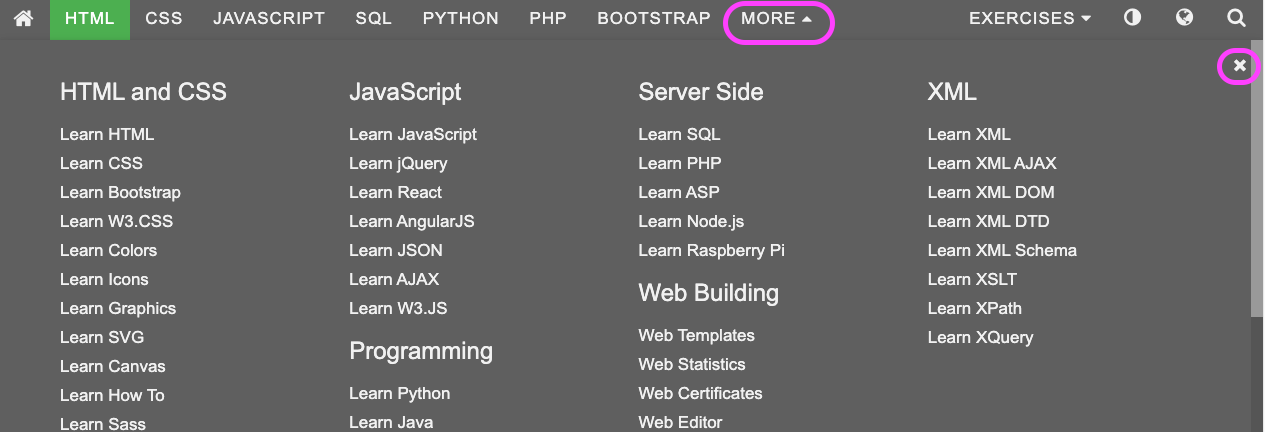 HTML CSS JAVASCRIPT SQL PYTHON PHP BOOTSTRAP MORE EXERCISES
HTML and CSS
Learn HTML
Learn CSS
Learn Bootstrap
Learn W3.CSS
Learn Colors
Learn Icons
Learn Graphics
Learn SVG
Learn Canvas
Learn How To
Learn Sass
JavaScript
Learn JavaScript
Learn jQuery
Learn React
Learn AngularJS
Learn JSON
Learn AJAX
Learn W3.JS
Programming
Learn Python
Learn Java
Server Side
Learn SQL
Learn PHP
Learn ASP
Learn Node.js
Learn Raspberry Pi
Web Building
Web Templates
Web Statistics
Web Certificates
Web Editor
XML
Learn XML
Learn XML AJAX
Learn XML DOM
Learn XML DTD
Learn XML Schema
Learn XSLT
Learn XPath
Learn XQuery